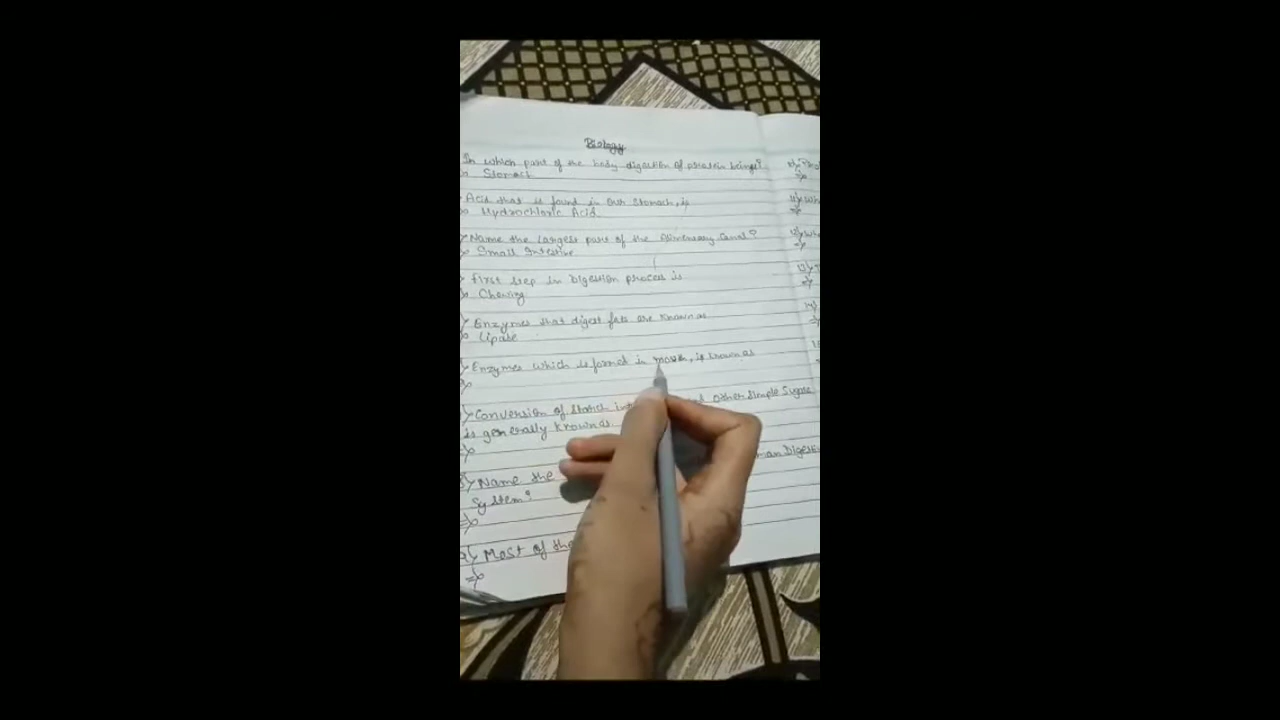 Biology
In which part of the body digestion of protein begins?
Stomach
Acid that is found in our stomach, is
Hydrochloric Acid.
Name the largest part of the Alimentary Canal?
Small Intestine
First step in Digestion process is
Chewing
Enzymes that digest fats are known as
Lipase
Enzymes which is formed in mouth, is known as
Conversion of Starch other Simple Sugars
is generally known as.
Name the man Digesti
System?
Most of the